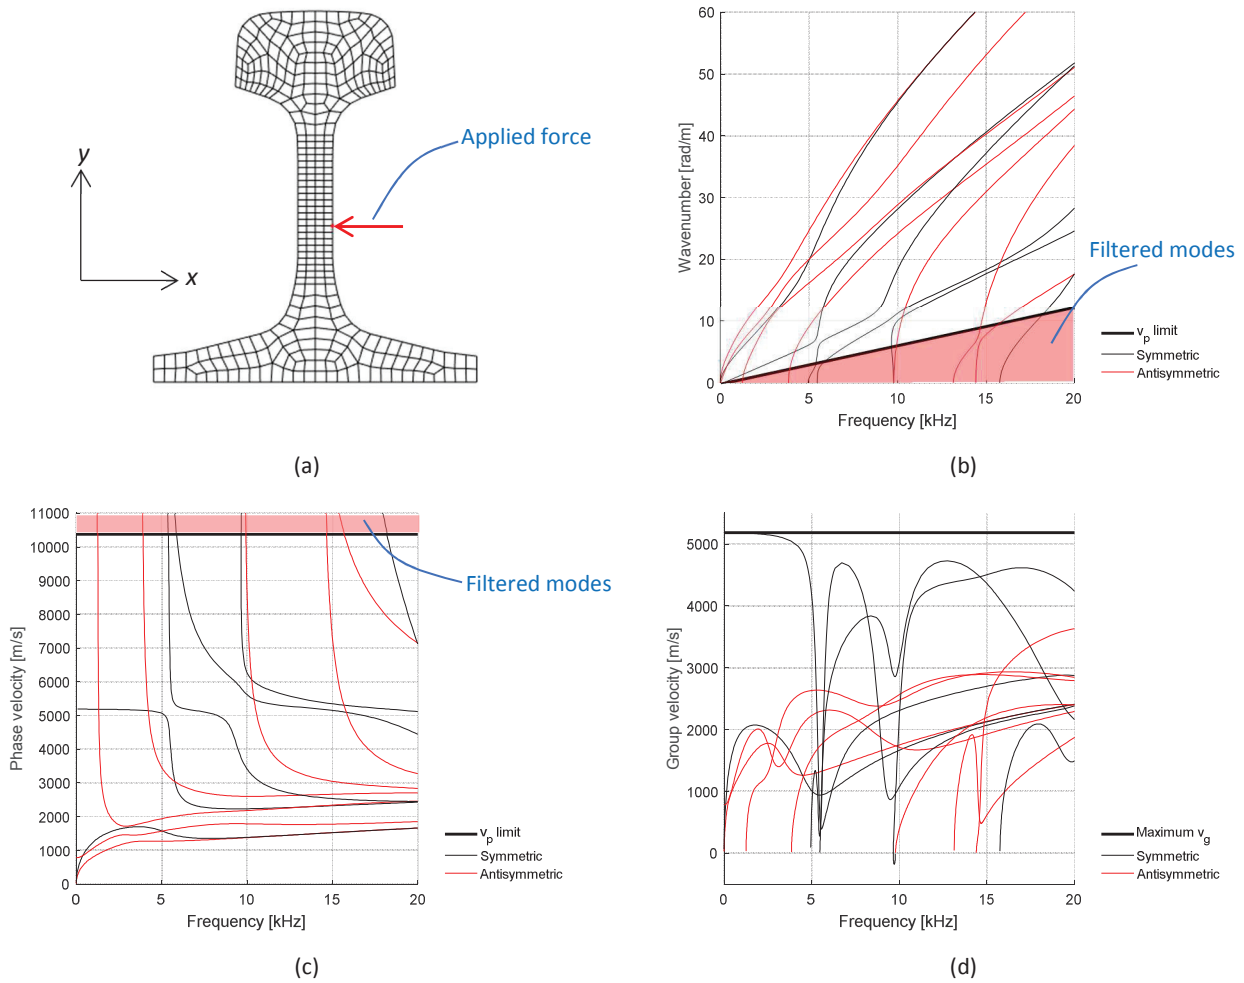 y
x
Applied force
(a)
60
50
40
30
20
10
0
Wavenumber [rad/m]
0 5 10 15 20
Frequency [kHz]
Filtered modes
vp limit
Symmetric
Antisymmetric
(b)
11000
10000
9000
8000
7000
6000
5000
4000
3000
2000
1000
0
Phase velocity [m/s]
0 5 10 15 20
Frequency [kHz]
Filtered modes
vp limit
Symmetric
Antisymmetric
(c)
5000
4000
3000
2000
1000
0
Group velocity [m/s]
0 5 10 15 20
Frequency [kHz]
Maximum vg
Symmetric
Antisymmetric
(d)